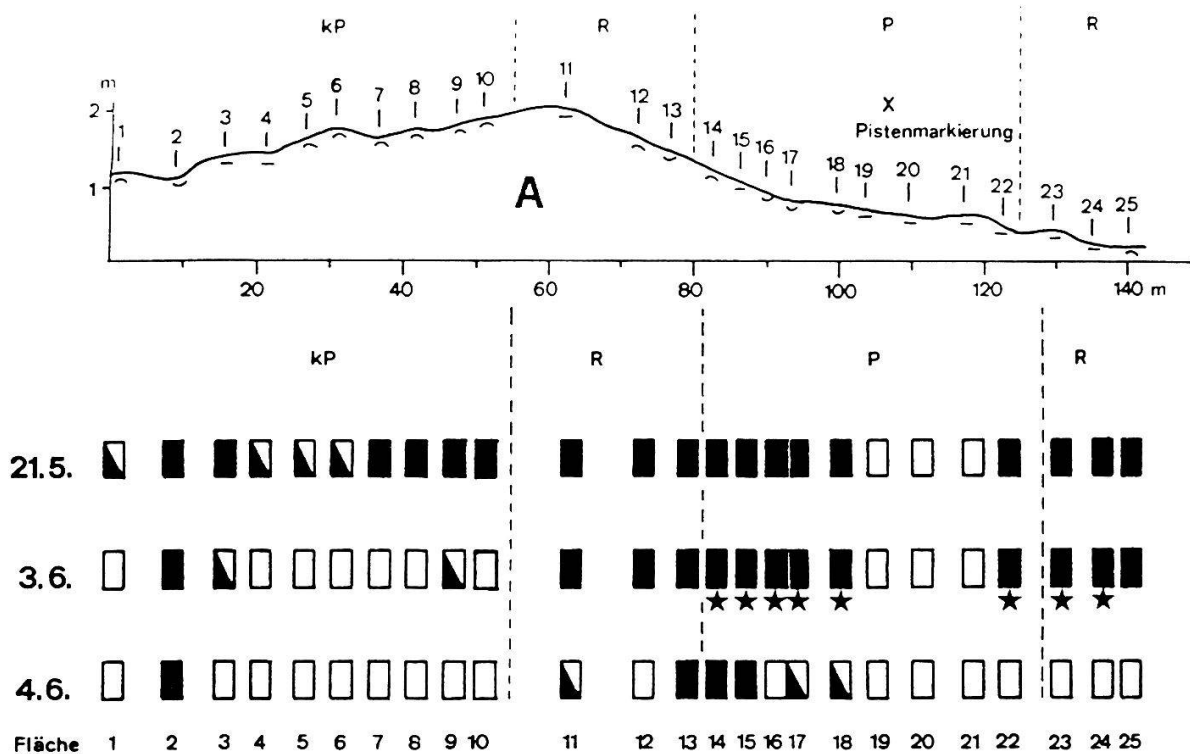 kP R P R
m
2
1
1 2 3 4 5 6 7 8 9 10 11 12 13 14 15 16 17 18 19 20 21 22 23 24 25
X
Pistenmarkierung
A
20 40 60 80 100 120 140 m
kP R P R
21.5.
3.6.
4.6.
Fläche 1 2 3 4 5 6 7 8 9 10 11 12 13 14 15 16 17 18 19 20 21 22 23 24 25